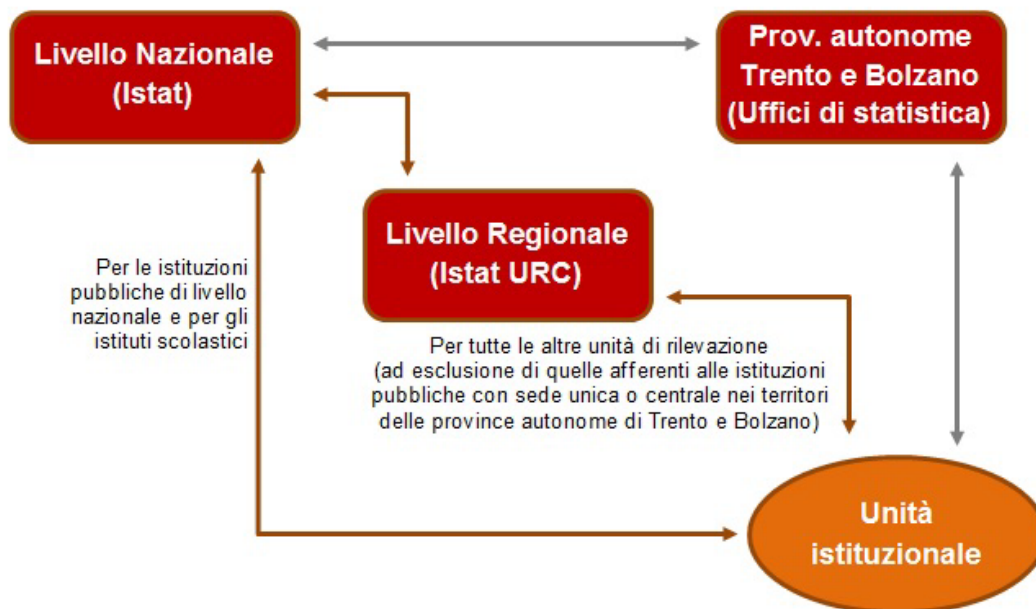 Livello Nazionale
(Istat)
Prov. autonome
Trento e Bolzano
(Uffici di statistica)
Livello Regionale
(Istat URC)
Per le istituzioni
pubbliche di livello
nazionale e per gli
istituti scolastici
Per tutte le altre unità di rilevazione
(ad esclusione di quelle afferenti alle istituzioni
pubbliche con sede unica o centrale nei territori
delle province autonome di Trento e Bolzano)
Unità
istituzionale